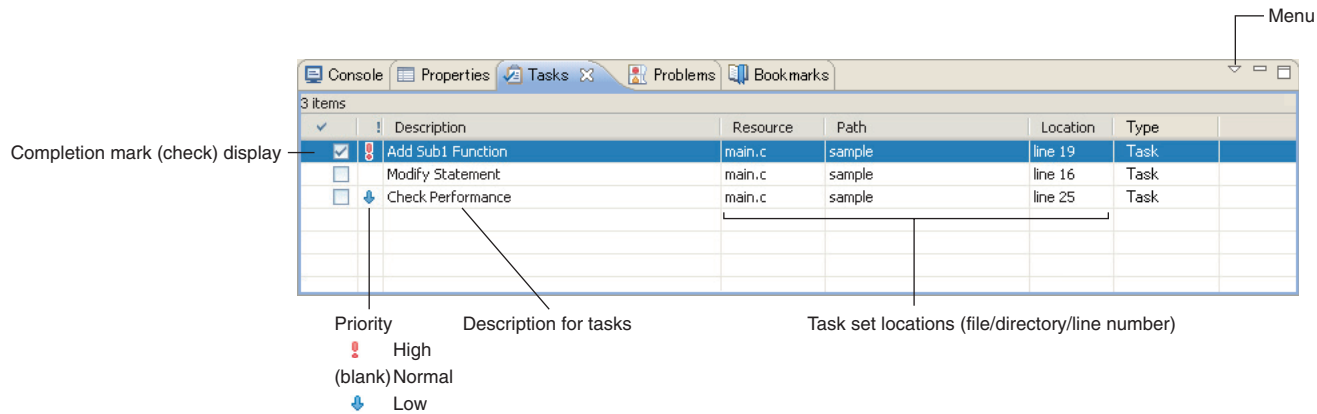 Menu
Console Properties Tasks Problems Bookmarks
3 items
! Description Resource Path Location Type
Completion mark (check) display
Add Sub1 Function main.c sample line 19 Task
Modify Statement main.c sample line 16 Task
Check Performance main.c sample line 25 Task
Priority Description for tasks Task set locations (file/directory/line number)
High
(blank) Normal
Low